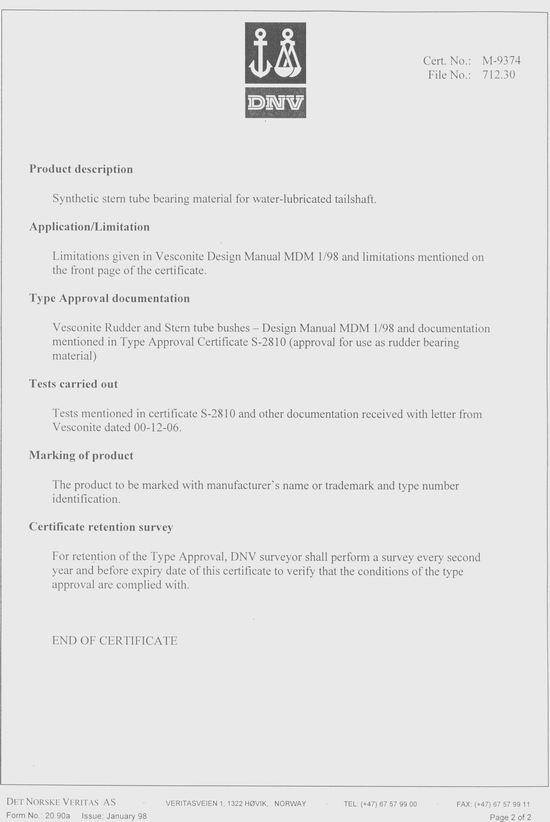 DNV
Cert. No.: M-9374
File No.: 712.30
Product description
Synthetic stern tube bearing material for water-lubricated tailshaft.
Application/Limitation
Limitations given in Vesconite Design Manual MDM 1/98 and limitations mentioned on
the front page of the certificate.
Type Approval documentation
Vesconite Rudder and Stern tube bushes – Design Manual MDM 1/98 and documentation
mentioned in Type Approval Certificate S-2810 (approval for use as rudder bearing
material)
Tests carried out
Tests mentioned in certificate S-2810 and other documentation received with letter from
Vesconite dated 00-12-06.
Marking of product
The product to be marked with manufacturer's name or trademark and type number
identification.
Certificate retention survey
For retention of the Type Approval, DNV surveyor shall perform a survey every second
year and before expiry date of this certificate to verify that the conditions of the type
approval are complied with.
END OF CERTIFICATE
DET NORSKE VERITAS AS VERITASVEIEN 1, 1322 HØVIK, NORWAY TEL: (+47) 67 57 99 00 FAX: (+47) 67 57 99 11
Form No.: 20.90a Issue: January 98 Page 2 of 2